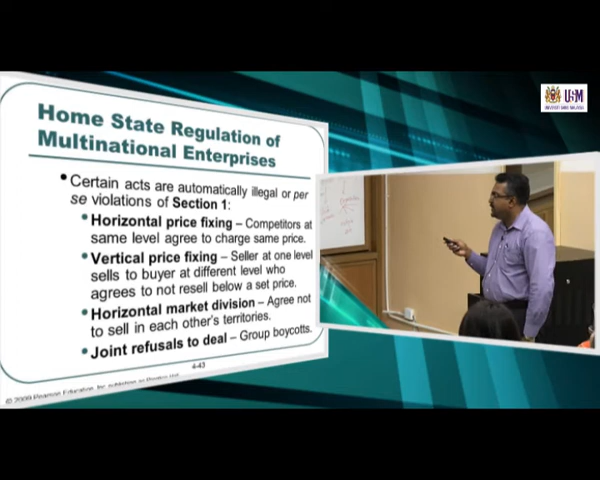 USM
Home State Regulation of
Multinational Enterprises
• Certain acts are automatically illegal or per
se violations of Section 1:
• Horizontal price fixing – Competitors at
same level agree to charge same price.
• Vertical price fixing – Seller at one level
sells to buyer at different level who
agrees to not resell below a set price.
• Horizontal market division – Agree not
to sell in each other's territories.
• Joint refusals to deal – Group boycotts.
4-43
© 2009 Pearson Education, Inc. publishing as Prentice Hall